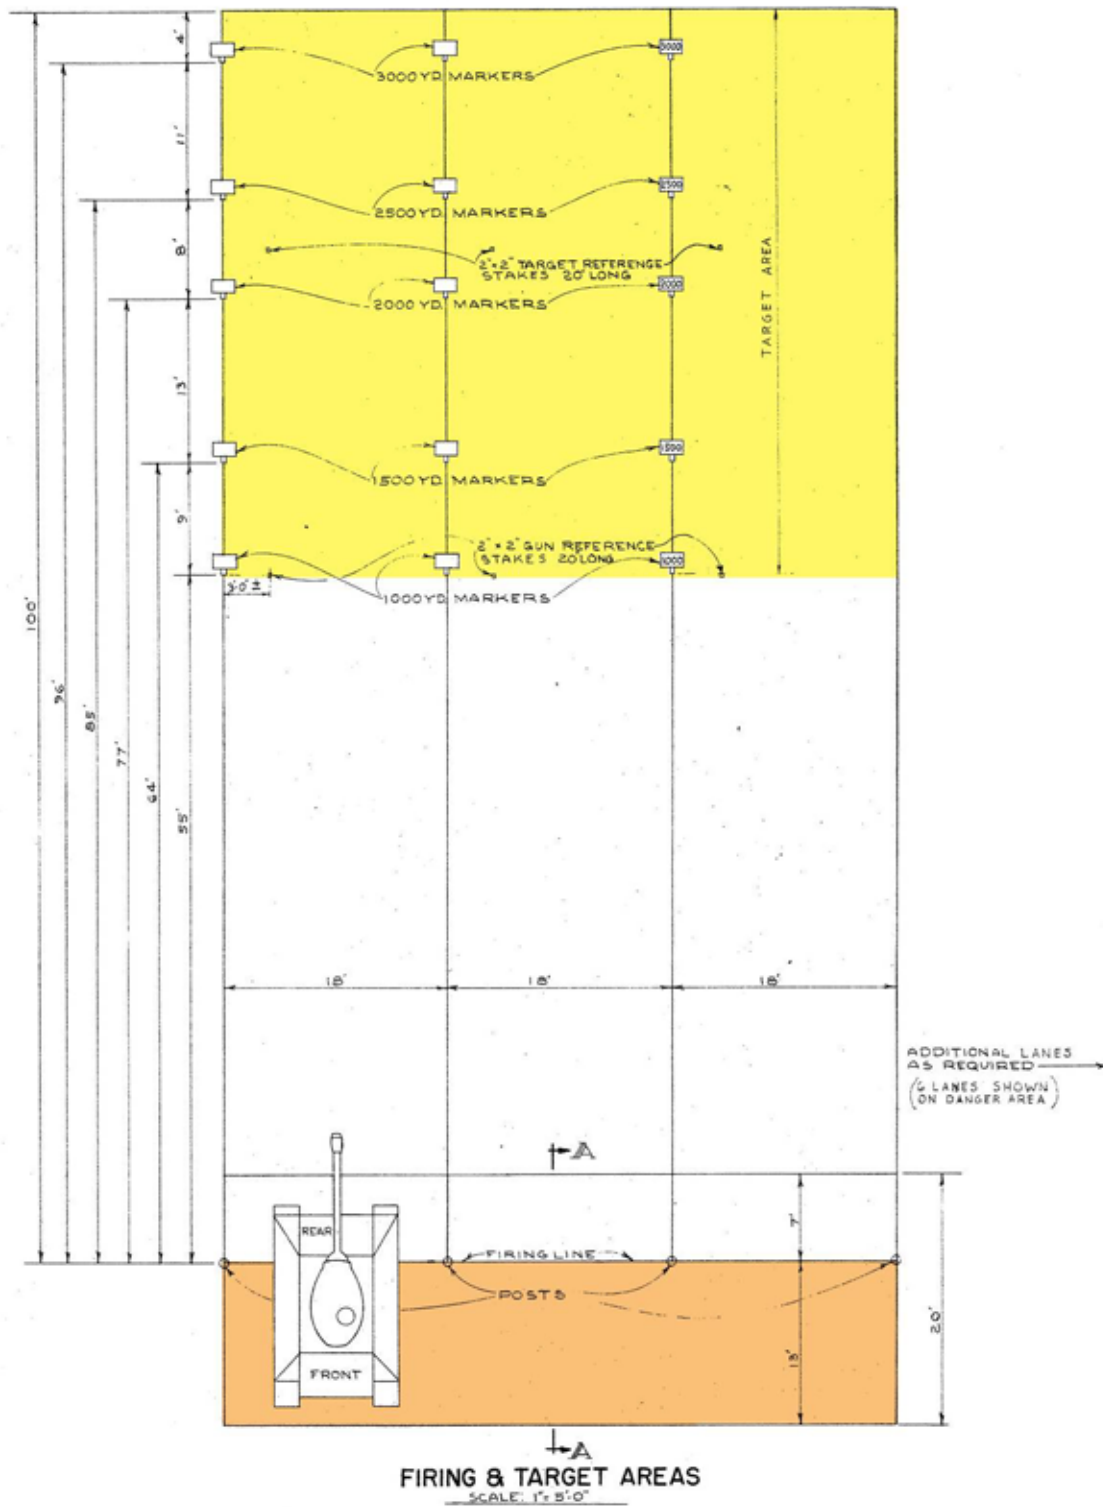 4'
3000
3000 YD. MARKERS
11'
2500
2500 YD. MARKERS
8'
2"×2" TARGET REFERENCE
STAKES 20" LONG
2000
2000 YD. MARKERS
TARGET AREA
13'
1500
1500 YD. MARKERS
9'
2"×2" GUN REFERENCE
STAKES 20" LONG
1000
3'-0" ±
1000 YD. MARKERS
100'
96'
85'
77'
64'
55'
18'
18'
18'
ADDITIONAL LANES
AS REQUIRED
(6 LANES SHOWN
ON DANGER AREA)
A
REAR
7'
FIRING LINE
POSTS
20'
13'
FRONT
A
FIRING & TARGET AREAS
SCALE: 1"= 5'-0"